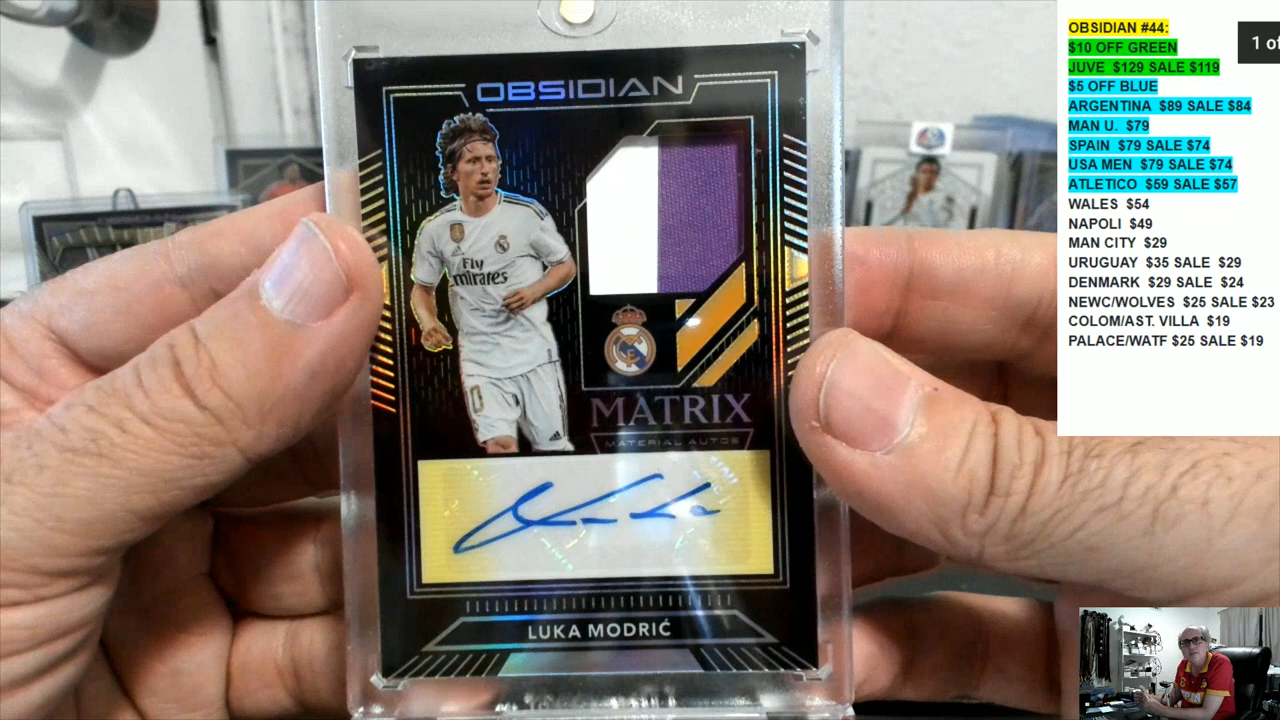 OBSIDIAN
Fly
Emirates
MATRIX
MATERIAL AUTOS
LUKA MODRIĆ
OBSIDIAN #44:
$10 OFF GREEN
JUVE $129 SALE $119
$5 OFF BLUE
ARGENTINA $89 SALE $84
MAN U. $79
SPAIN $79 SALE $74
USA MEN $79 SALE $74
ATLETICO $59 SALE $57
WALES $54
NAPOLI $49
MAN CITY $29
URUGUAY $35 SALE $29
DENMARK $29 SALE $24
NEWC/WOLVES $25 SALE $23
COLOM/AST. VILLA $19
PALACE/WATF $25 SALE $19
1 of